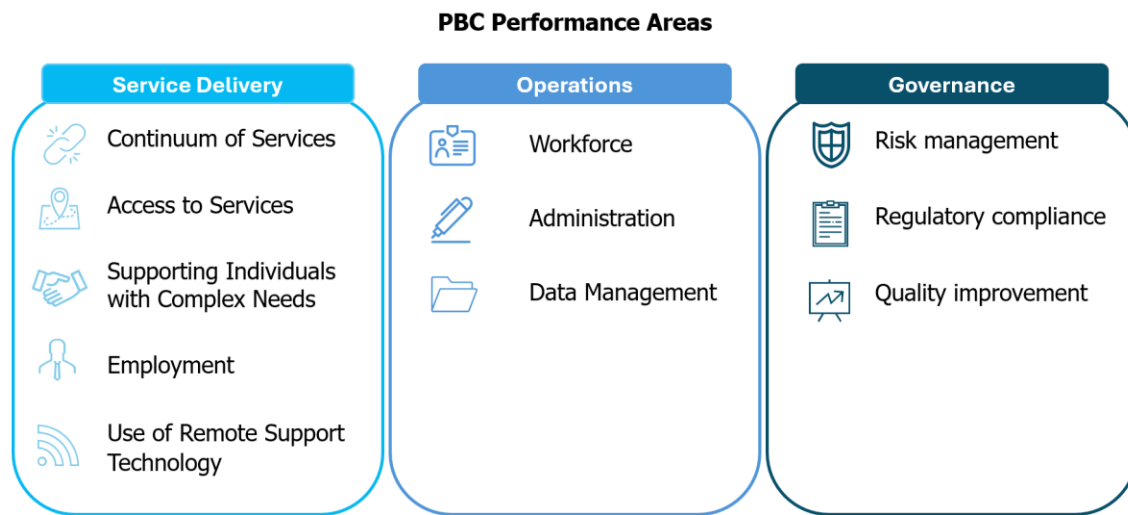 PBC Performance Areas
Service Delivery
Continuum of Services
Access to Services
Supporting Individuals
with Complex Needs
Employment
Use of Remote Support
Technology
Operations
Workforce
Administration
Data Management
Governance
Risk management
Regulatory compliance
Quality improvement